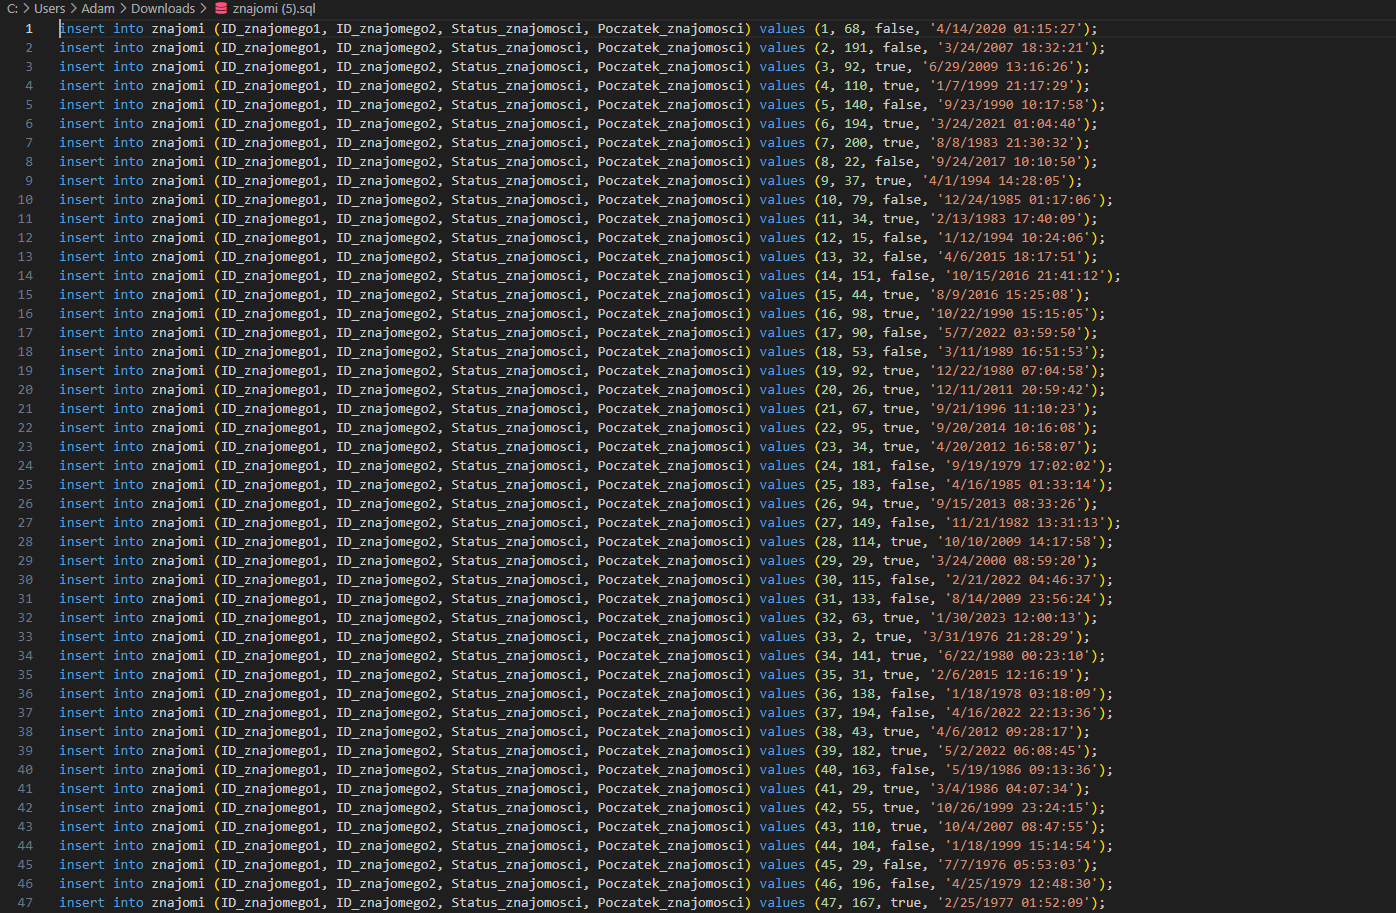 C: > Users > Adam > Downloads > znajomi (5).sql
1 insert into znajomi (ID_znajomego1, ID_znajomego2, Status_znajomosci, Poczatek_znajomosci) values (1, 68, false, '4/14/2020 01:15:27');
2 insert into znajomi (ID_znajomego1, ID_znajomego2, Status_znajomosci, Poczatek_znajomosci) values (2, 191, false, '3/24/2007 18:32:21');
3 insert into znajomi (ID_znajomego1, ID_znajomego2, Status_znajomosci, Poczatek_znajomosci) values (3, 92, true, '6/29/2009 13:16:26');
4 insert into znajomi (ID_znajomego1, ID_znajomego2, Status_znajomosci, Poczatek_znajomosci) values (4, 110, true, '1/7/1999 21:17:29');
5 insert into znajomi (ID_znajomego1, ID_znajomego2, Status_znajomosci, Poczatek_znajomosci) values (5, 140, false, '9/23/1990 10:17:58');
6 insert into znajomi (ID_znajomego1, ID_znajomego2, Status_znajomosci, Poczatek_znajomosci) values (6, 194, true, '3/24/2021 01:04:40');
7 insert into znajomi (ID_znajomego1, ID_znajomego2, Status_znajomosci, Poczatek_znajomosci) values (7, 200, true, '8/8/1983 21:30:32');
8 insert into znajomi (ID_znajomego1, ID_znajomego2, Status_znajomosci, Poczatek_znajomosci) values (8, 22, false, '9/24/2017 10:10:50');
9 insert into znajomi (ID_znajomego1, ID_znajomego2, Status_znajomosci, Poczatek_znajomosci) values (9, 37, true, '4/1/1994 14:28:05');
10 insert into znajomi (ID_znajomego1, ID_znajomego2, Status_znajomosci, Poczatek_znajomosci) values (10, 79, false, '12/24/1985 01:17:06');
11 insert into znajomi (ID_znajomego1, ID_znajomego2, Status_znajomosci, Poczatek_znajomosci) values (11, 34, true, '2/13/1983 17:40:09');
12 insert into znajomi (ID_znajomego1, ID_znajomego2, Status_znajomosci, Poczatek_znajomosci) values (12, 15, false, '1/12/1994 10:24:06');
13 insert into znajomi (ID_znajomego1, ID_znajomego2, Status_znajomosci, Poczatek_znajomosci) values (13, 32, false, '4/6/2015 18:17:51');
14 insert into znajomi (ID_znajomego1, ID_znajomego2, Status_znajomosci, Poczatek_znajomosci) values (14, 151, false, '10/15/2016 21:41:12');
15 insert into znajomi (ID_znajomego1, ID_znajomego2, Status_znajomosci, Poczatek_znajomosci) values (15, 44, true, '8/9/2016 15:25:08');
16 insert into znajomi (ID_znajomego1, ID_znajomego2, Status_znajomosci, Poczatek_znajomosci) values (16, 98, true, '10/22/1990 15:15:05');
17 insert into znajomi (ID_znajomego1, ID_znajomego2, Status_znajomosci, Poczatek_znajomosci) values (17, 90, false, '5/7/2022 03:59:50');
18 insert into znajomi (ID_znajomego1, ID_znajomego2, Status_znajomosci, Poczatek_znajomosci) values (18, 53, false, '3/11/1989 16:51:53');
19 insert into znajomi (ID_znajomego1, ID_znajomego2, Status_znajomosci, Poczatek_znajomosci) values (19, 92, true, '12/22/1980 07:04:58');
20 insert into znajomi (ID_znajomego1, ID_znajomego2, Status_znajomosci, Poczatek_znajomosci) values (20, 26, true, '12/11/2011 20:59:42');
21 insert into znajomi (ID_znajomego1, ID_znajomego2, Status_znajomosci, Poczatek_znajomosci) values (21, 67, true, '9/21/1996 11:10:23');
22 insert into znajomi (ID_znajomego1, ID_znajomego2, Status_znajomosci, Poczatek_znajomosci) values (22, 95, true, '9/20/2014 10:16:08');
23 insert into znajomi (ID_znajomego1, ID_znajomego2, Status_znajomosci, Poczatek_znajomosci) values (23, 34, true, '4/20/2012 16:58:07');
24 insert into znajomi (ID_znajomego1, ID_znajomego2, Status_znajomosci, Poczatek_znajomosci) values (24, 181, false, '9/19/1979 17:02:02');
25 insert into znajomi (ID_znajomego1, ID_znajomego2, Status_znajomosci, Poczatek_znajomosci) values (25, 183, false, '4/16/1985 01:33:14');
26 insert into znajomi (ID_znajomego1, ID_znajomego2, Status_znajomosci, Poczatek_znajomosci) values (26, 94, true, '9/15/2013 08:33:26');
27 insert into znajomi (ID_znajomego1, ID_znajomego2, Status_znajomosci, Poczatek_znajomosci) values (27, 149, false, '11/21/1982 13:31:13');
28 insert into znajomi (ID_znajomego1, ID_znajomego2, Status_znajomosci, Poczatek_znajomosci) values (28, 114, true, '10/10/2009 14:17:58');
29 insert into znajomi (ID_znajomego1, ID_znajomego2, Status_znajomosci, Poczatek_znajomosci) values (29, 29, true, '3/24/2000 08:59:20');
30 insert into znajomi (ID_znajomego1, ID_znajomego2, Status_znajomosci, Poczatek_znajomosci) values (30, 115, false, '2/21/2022 04:46:37');
31 insert into znajomi (ID_znajomego1, ID_znajomego2, Status_znajomosci, Poczatek_znajomosci) values (31, 133, false, '8/14/2009 23:56:24');
32 insert into znajomi (ID_znajomego1, ID_znajomego2, Status_znajomosci, Poczatek_znajomosci) values (32, 63, true, '1/30/2023 12:00:13');
33 insert into znajomi (ID_znajomego1, ID_znajomego2, Status_znajomosci, Poczatek_znajomosci) values (33, 2, true, '3/31/1976 21:28:29');
34 insert into znajomi (ID_znajomego1, ID_znajomego2, Status_znajomosci, Poczatek_znajomosci) values (34, 141, true, '6/22/1980 00:23:10');
35 insert into znajomi (ID_znajomego1, ID_znajomego2, Status_znajomosci, Poczatek_znajomosci) values (35, 31, true, '2/6/2015 12:16:19');
36 insert into znajomi (ID_znajomego1, ID_znajomego2, Status_znajomosci, Poczatek_znajomosci) values (36, 138, false, '1/18/1978 03:18:09');
37 insert into znajomi (ID_znajomego1, ID_znajomego2, Status_znajomosci, Poczatek_znajomosci) values (37, 194, false, '4/16/2022 22:13:36');
38 insert into znajomi (ID_znajomego1, ID_znajomego2, Status_znajomosci, Poczatek_znajomosci) values (38, 43, true, '4/6/2012 09:28:17');
39 insert into znajomi (ID_znajomego1, ID_znajomego2, Status_znajomosci, Poczatek_znajomosci) values (39, 182, true, '5/2/2022 06:08:45');
40 insert into znajomi (ID_znajomego1, ID_znajomego2, Status_znajomosci, Poczatek_znajomosci) values (40, 163, false, '5/19/1986 09:13:36');
41 insert into znajomi (ID_znajomego1, ID_znajomego2, Status_znajomosci, Poczatek_znajomosci) values (41, 29, true, '3/4/1986 04:07:34');
42 insert into znajomi (ID_znajomego1, ID_znajomego2, Status_znajomosci, Poczatek_znajomosci) values (42, 55, true, '10/26/1999 23:24:15');
43 insert into znajomi (ID_znajomego1, ID_znajomego2, Status_znajomosci, Poczatek_znajomosci) values (43, 110, true, '10/4/2007 08:47:55');
44 insert into znajomi (ID_znajomego1, ID_znajomego2, Status_znajomosci, Poczatek_znajomosci) values (44, 104, false, '1/18/1999 15:14:54');
45 insert into znajomi (ID_znajomego1, ID_znajomego2, Status_znajomosci, Poczatek_znajomosci) values (45, 29, false, '7/7/1976 05:53:03');
46 insert into znajomi (ID_znajomego1, ID_znajomego2, Status_znajomosci, Poczatek_znajomosci) values (46, 196, false, '4/25/1979 12:48:30');
47 insert into znajomi (ID_znajomego1, ID_znajomego2, Status_znajomosci, Poczatek_znajomosci) values (47, 167, true, '2/25/1977 01:52:09');